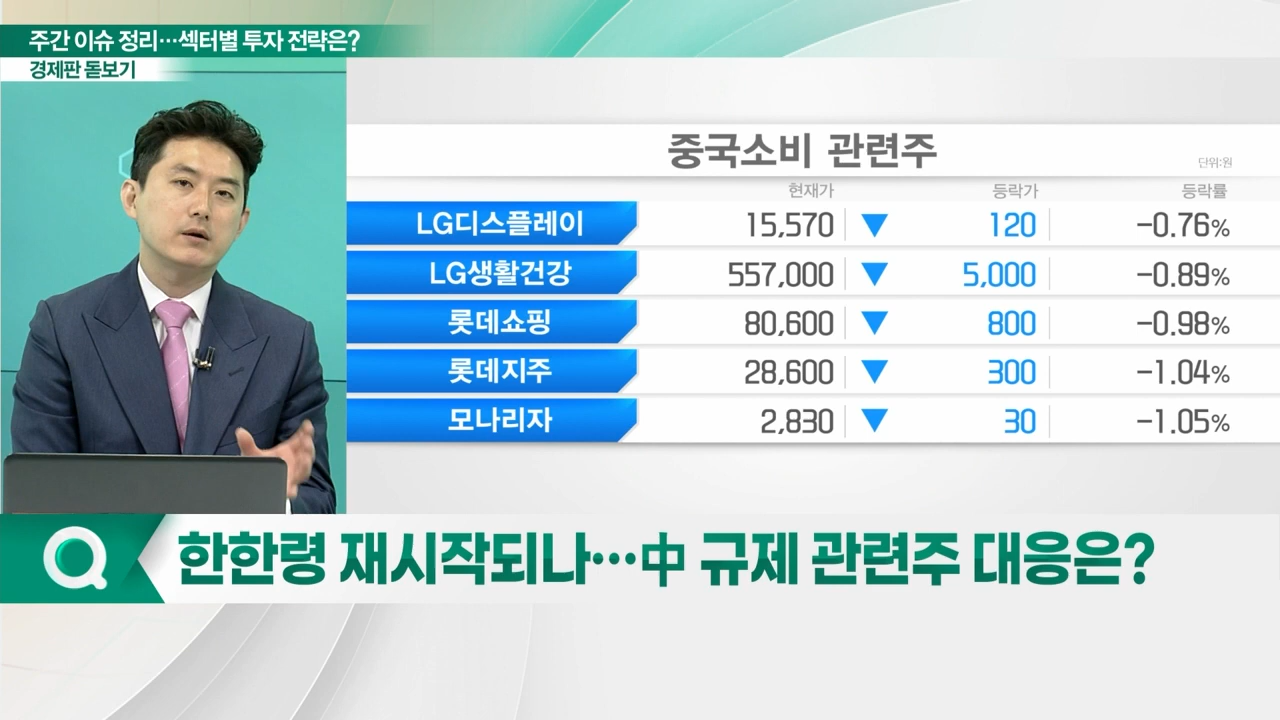 주간 이슈 정리…섹터별 투자 전략은?
경제판 돋보기
중국소비 관련주
단위:원
현재가 등락가 등락률
LG디스플레이 15,570 ▼ 120 -0.76%
LG생활건강 557,000 ▼ 5,000 -0.89%
롯데쇼핑 80,600 ▼ 800 -0.98%
롯데지주 28,600 ▼ 300 -1.04%
모나리자 2,830 ▼ 30 -1.05%
Q 한한령 재시작되나…中 규제 관련주 대응은?